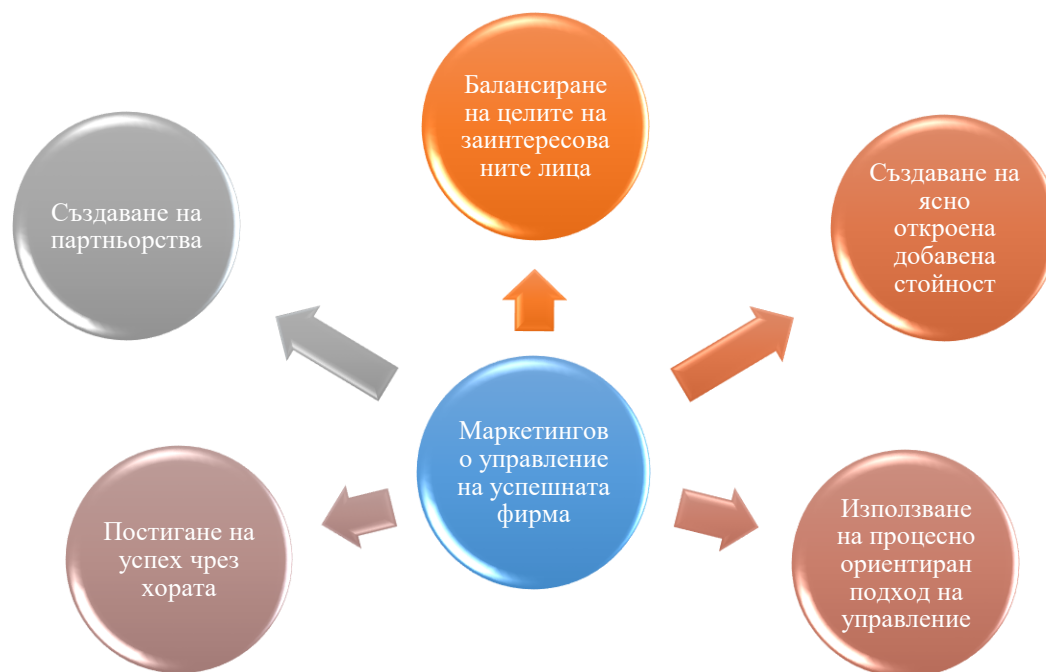 Балансиране
на целите на
заинтересова
ните лица
Създаване на
партньорства
Създаване на
ясно
откроена
добавена
стойност
Маркетингов
о управление
на успешната
фирма
Постигане на
успех чрез
хората
Използване
на процесно
ориентиран
подход на
управление